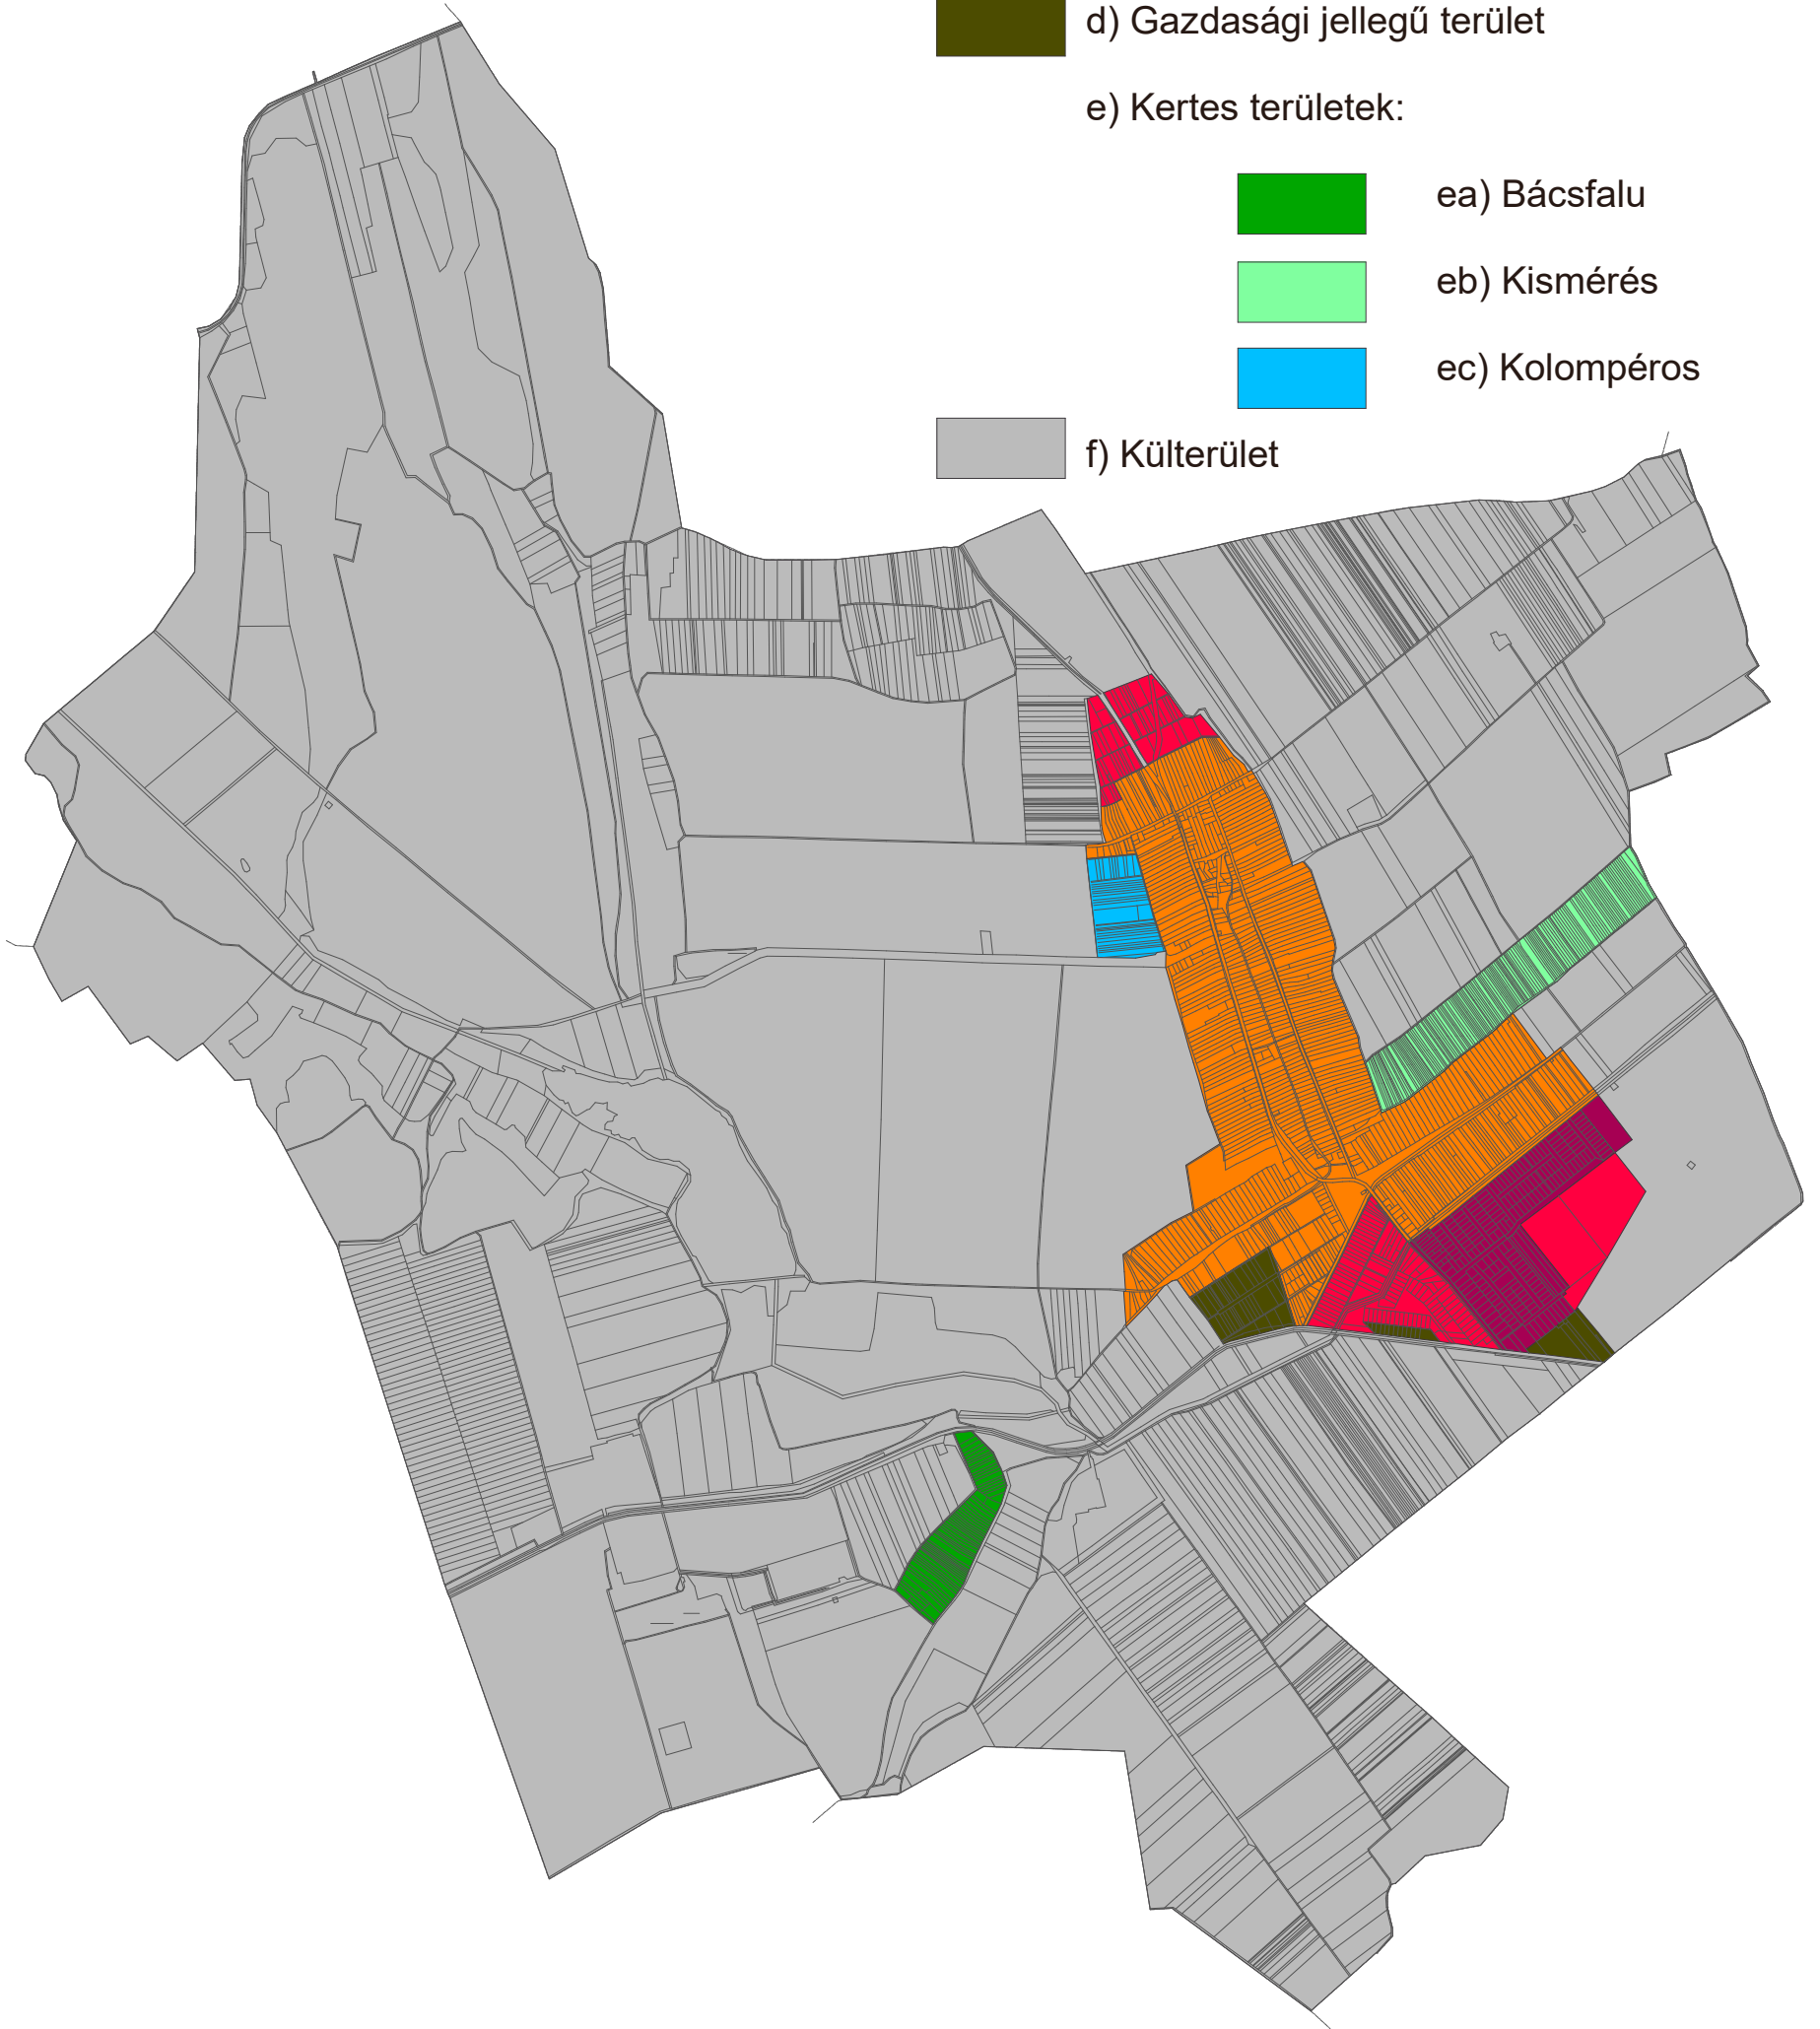 d) Gazdasági jellegű terület
e) Kertes területek:
ea) Bácsfalu
eb) Kismérés
ec) Kolompéros
f) Külterület